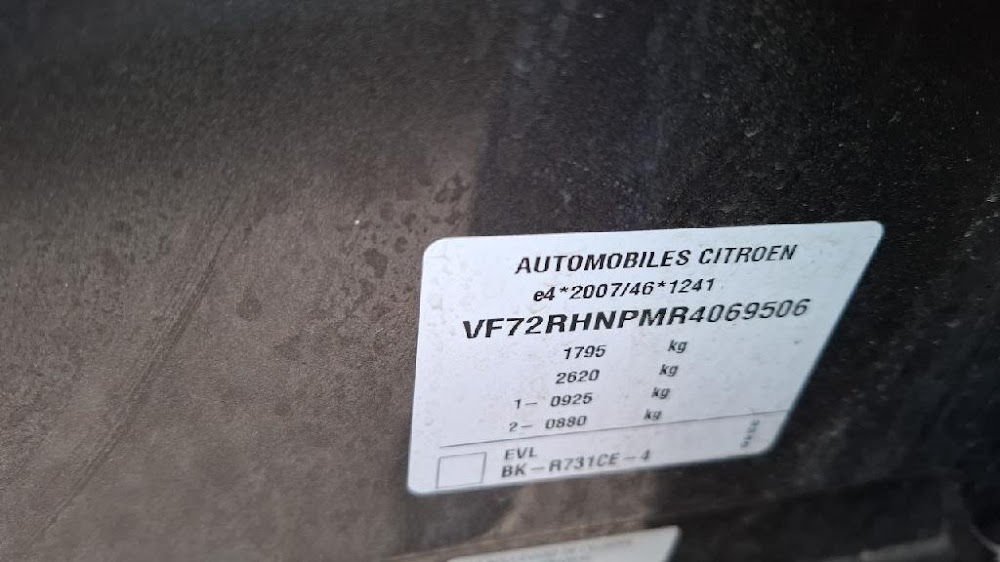 AUTOMOBILES CITROEN
e4*2007/46*1241
VF72RHNPMR4069506
1795 kg
2620 kg
1- 0925 kg
2- 0880 kg
EVL
BK-R731CE-4